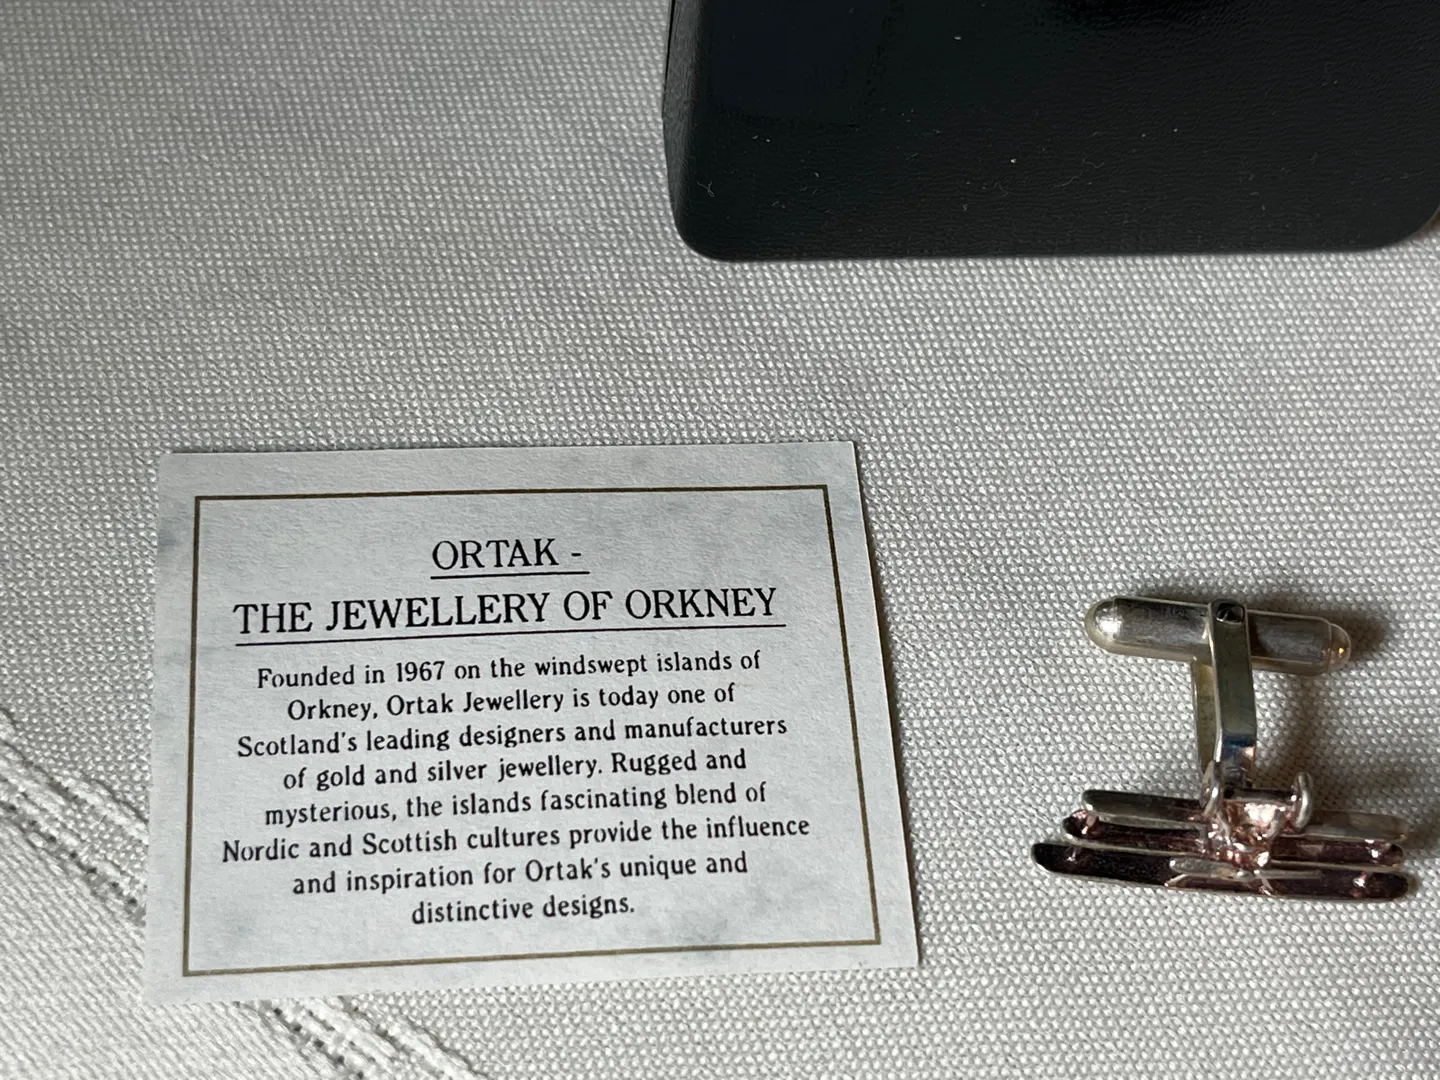 ORTAK -
THE JEWELLERY OF ORKNEY
Founded in 1967 on the windswept islands of
Orkney, Ortak Jewellery is today one of
Scotland's leading designers and manufacturers
of gold and silver jewellery. Rugged and
mysterious, the islands fascinating blend of
Nordic and Scottish cultures provide the influence
and inspiration for Ortak's unique and
distinctive designs.